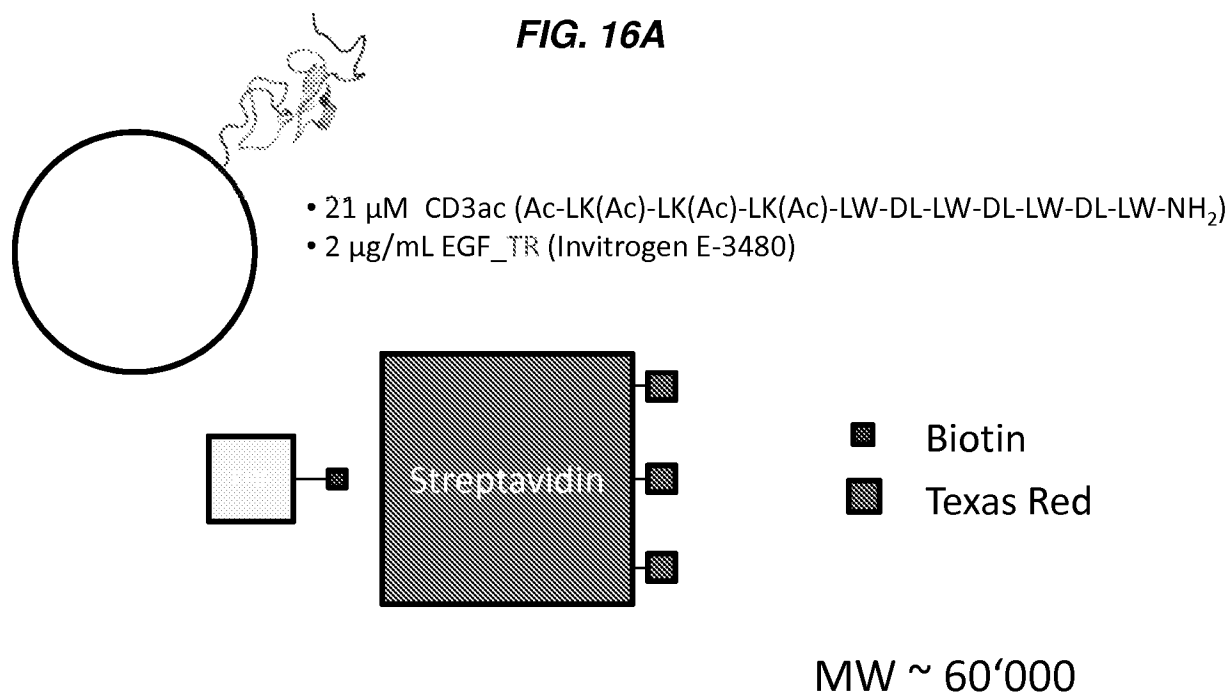 FIG. 16A
• 21 µM CD3ac (Ac-LK(Ac)-LK(Ac)-LK(Ac)-LW-DL-LW-DL-LW-DL-LW-NH₂)
• 2 µg/mL EGF_TR (Invitrogen E-3480)
Streptavidin
Biotin
Texas Red
MW ~ 60‘000